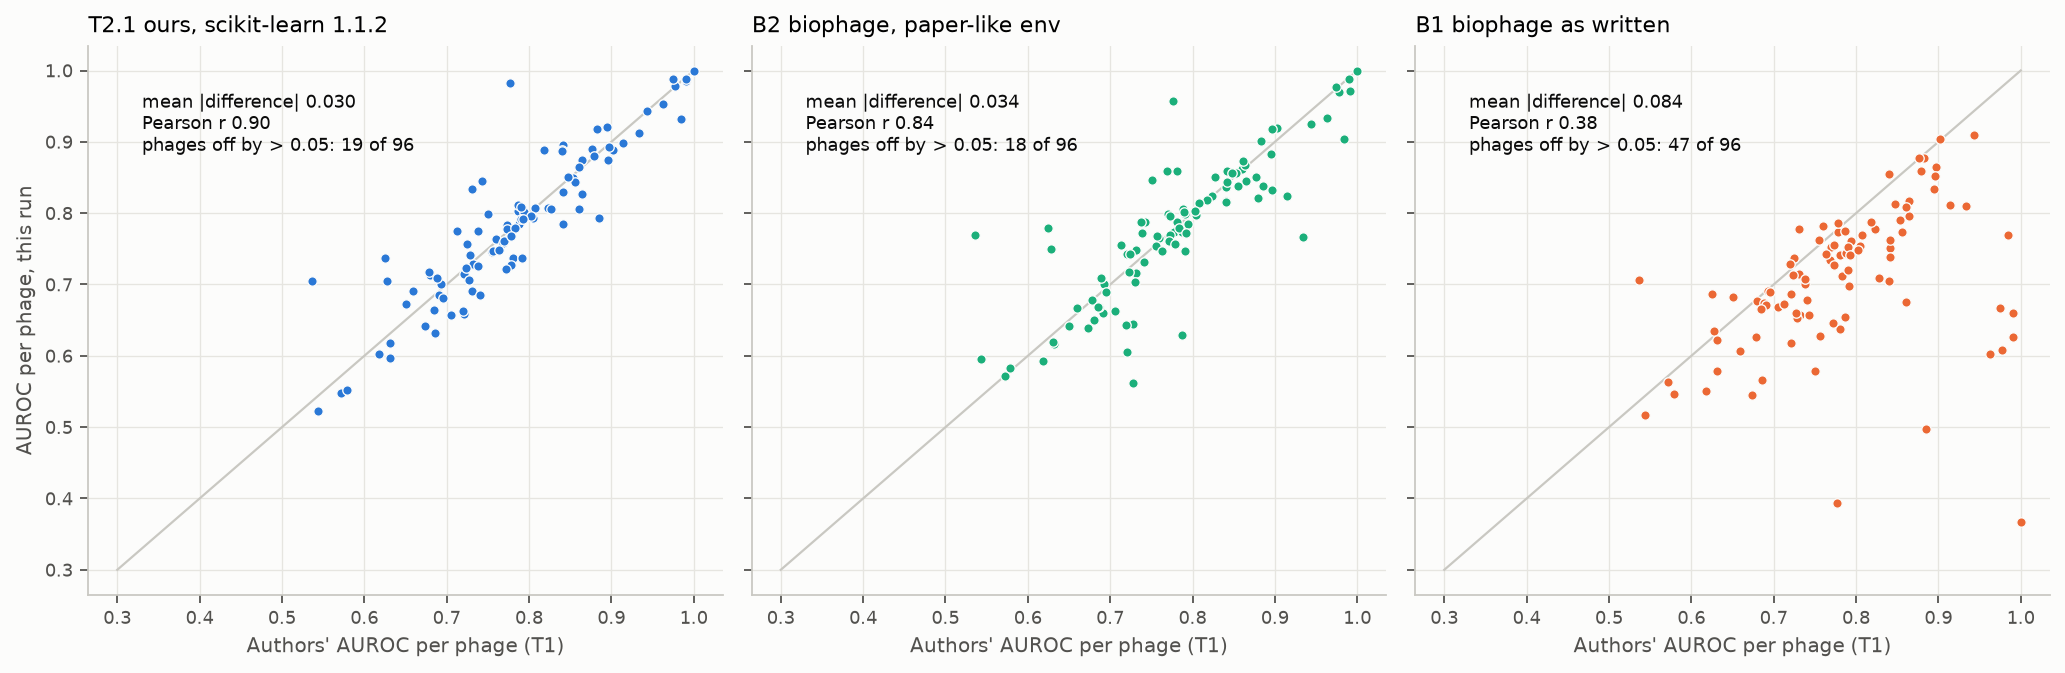 T2.1 ours, scikit-learn 1.1.2
mean |difference| 0.030
Pearson r 0.90
phages off by > 0.05: 19 of 96
AUROC per phage, this run
1.0
0.9
0.8
0.7
0.6
0.5
0.4
0.3
0.3 0.4 0.5 0.6 0.7 0.8 0.9 1.0
Authors' AUROC per phage (T1)
B2 biophage, paper-like env
mean |difference| 0.034
Pearson r 0.84
phages off by > 0.05: 18 of 96
0.3 0.4 0.5 0.6 0.7 0.8 0.9 1.0
Authors' AUROC per phage (T1)
B1 biophage as written
mean |difference| 0.084
Pearson r 0.38
phages off by > 0.05: 47 of 96
0.3 0.4 0.5 0.6 0.7 0.8 0.9 1.0
Authors' AUROC per phage (T1)